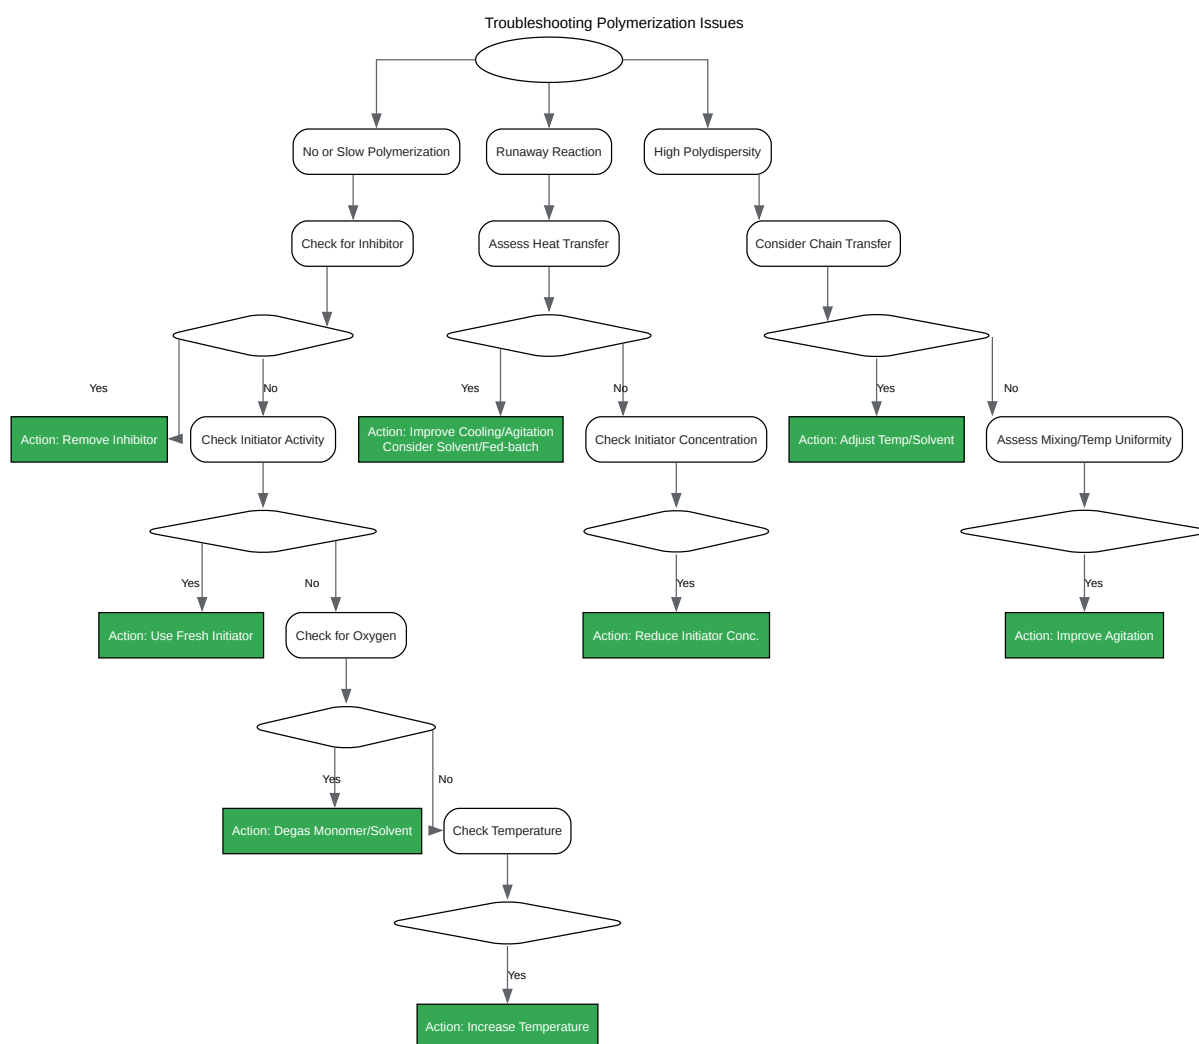 Troubleshooting Polymerization Issues
No or Slow Polymerization
Runaway Reaction
High Polydispersity
Check for Inhibitor
Assess Heat Transfer
Consider Chain Transfer
Yes
No
Yes
No
Yes
No
Action: Remove Inhibitor
Check Initiator Activity
Action: Improve Cooling/Agitation
Consider Solvent/Fed-batch
Check Initiator Concentration
Action: Adjust Temp/Solvent
Assess Mixing/Temp Uniformity
Yes
No
Yes
Yes
Action: Use Fresh Initiator
Check for Oxygen
Action: Reduce Initiator Conc.
Action: Improve Agitation
Yes
No
Action: Degas Monomer/Solvent
Check Temperature
Yes
Action: Increase Temperature